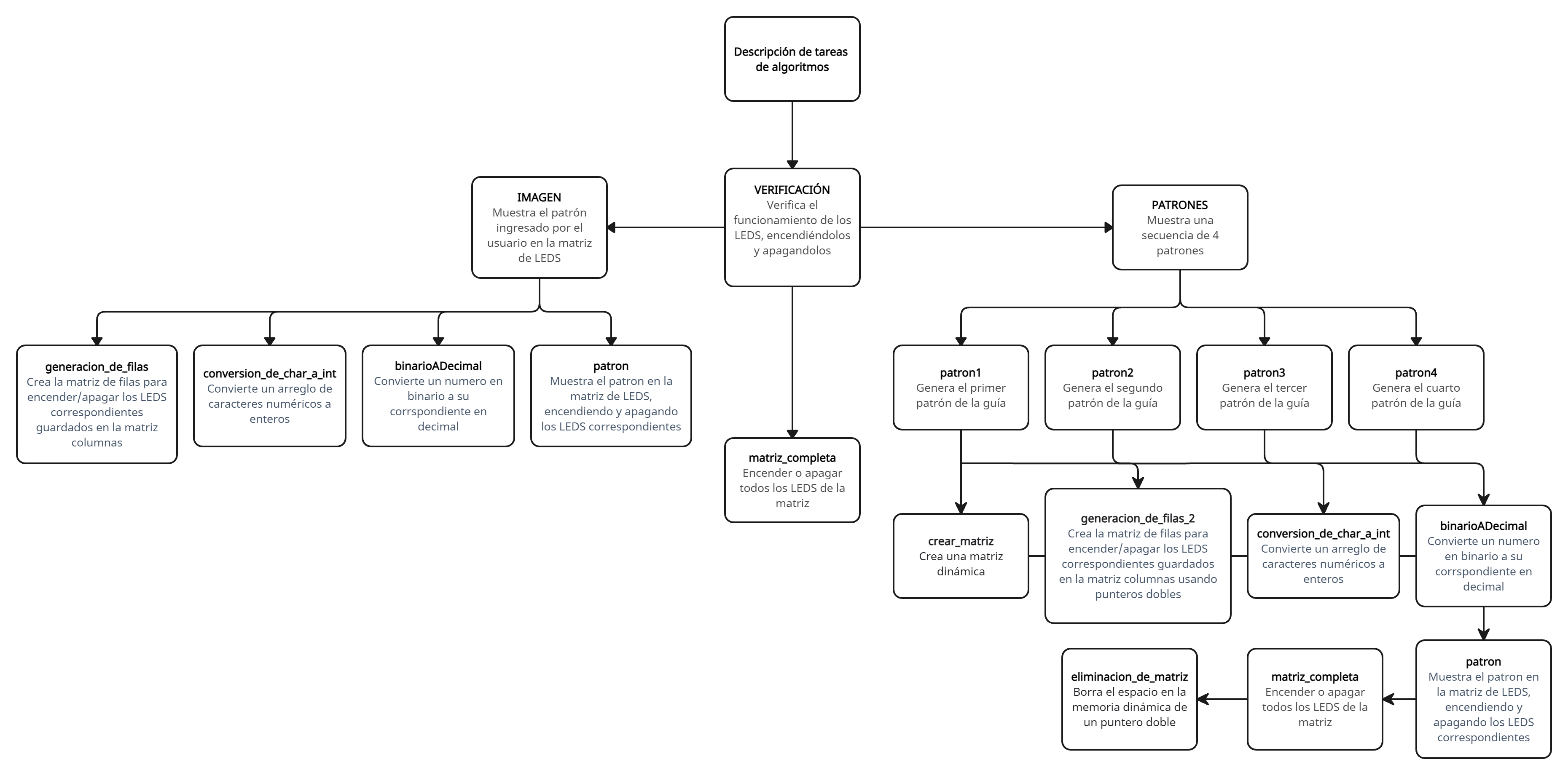 Descripción de tareas
de algoritmos
IMAGEN
Muestra el patrón
ingresado por el
usuario en la matriz
de LEDS
VERIFICACIÓN
Verifica el
funcionamiento de los
LEDS, encendiéndolos
y apagandolos
PATRONES
Muestra una
secuencia de 4
patrones
generacion_de_filas
Crea la matriz de filas para
encender/apagar los LEDS
correspondientes
guardados en la matriz
columnas
conversion_de_char_a_int
Convierte un arreglo de
caracteres numéricos a
enteros
binarioADecimal
Convierte un numero en
binario a su
corrspondiente en
decimal
patron
Muestra el patron en la
matriz de LEDS,
encendiendo y apagando
los LEDS correspondientes
matriz_completa
Encender o apagar
todos los LEDS de la
matriz
patron1
Genera el primer
patrón de la guía
patron2
Genera el segundo
patrón de la guía
patron3
Genera el tercer
patrón de la guía
patron4
Genera el cuarto
patrón de la guía
crear_matriz
Crea una matriz
dinámica
generacion_de_filas_2
Crea la matriz de filas para
encender/apagar los LEDS
correspondientes guardados
en la matriz columnas usando
punteros dobles
conversion_de_char_a_int
Convierte un arreglo de
caracteres numéricos a
enteros
binarioADecimal
Convierte un numero
en binario a su
corrspondiente en
decimal
eliminacion_de_matriz
Borra el espacio en la
memoria dinámica de
un puntero doble
matriz_completa
Encender o apagar
todos los LEDS de la
matriz
patron
Muestra el patron en
la matriz de LEDS,
encendiendo y
apagando los LEDS
correspondientes